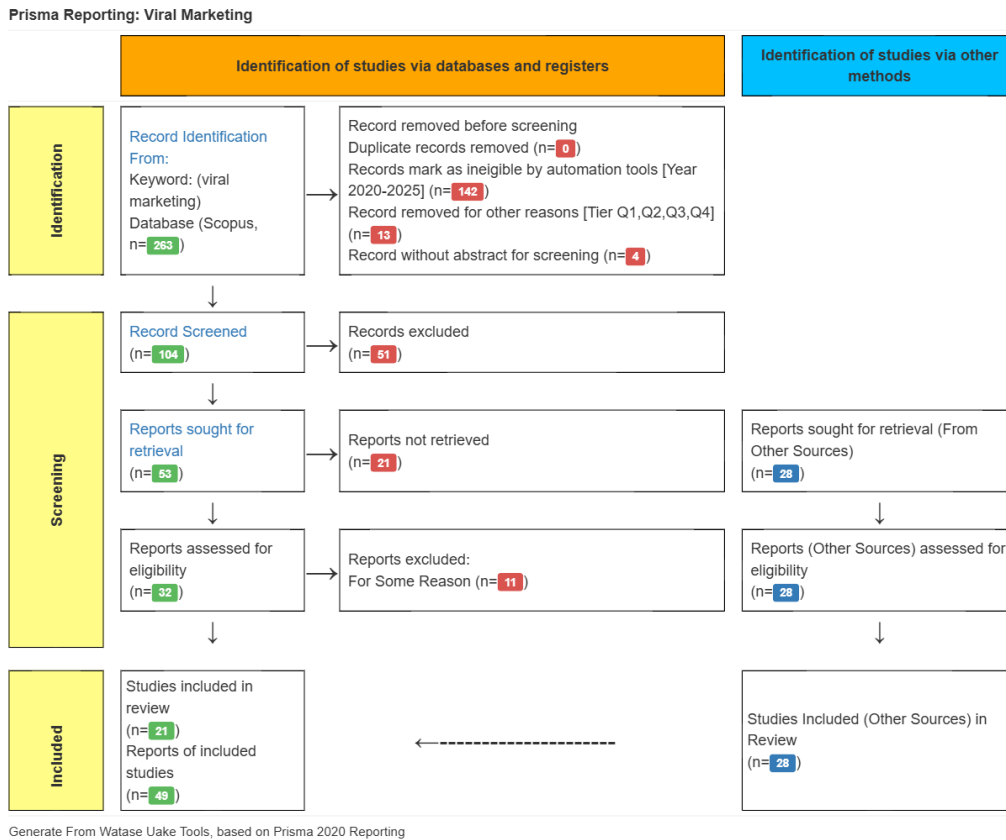 Prisma Reporting: Viral Marketing
Identification of studies via databases and registers
Identification of studies via other
methods
Identification
Record Identification
From:
Keyword: (viral
marketing)
Database (Scopus,
n=263)
Record removed before screening
Duplicate records removed (n=0)
Records mark as ineigible by automation tools [Year
2020-2025] (n=142)
Record removed for other reasons [Tier Q1,Q2,Q3,Q4]
(n=13)
Record without abstract for screening (n=4)
Screening
Record Screened
(n=104)
Records excluded
(n=51)
Reports sought for
retrieval
(n=53)
Reports not retrieved
(n=21)
Reports sought for retrieval (From
Other Sources)
(n=28)
Reports assessed for
eligibility
(n=32)
Reports excluded:
For Some Reason (n=11)
Reports (Other Sources) assessed for
eligibility
(n=28)
Included
Studies included in
review
(n=21)
Reports of included
studies
(n=49)
Studies Included (Other Sources) in
Review
(n=28)
Generate From Watase Uake Tools, based on Prisma 2020 Reporting